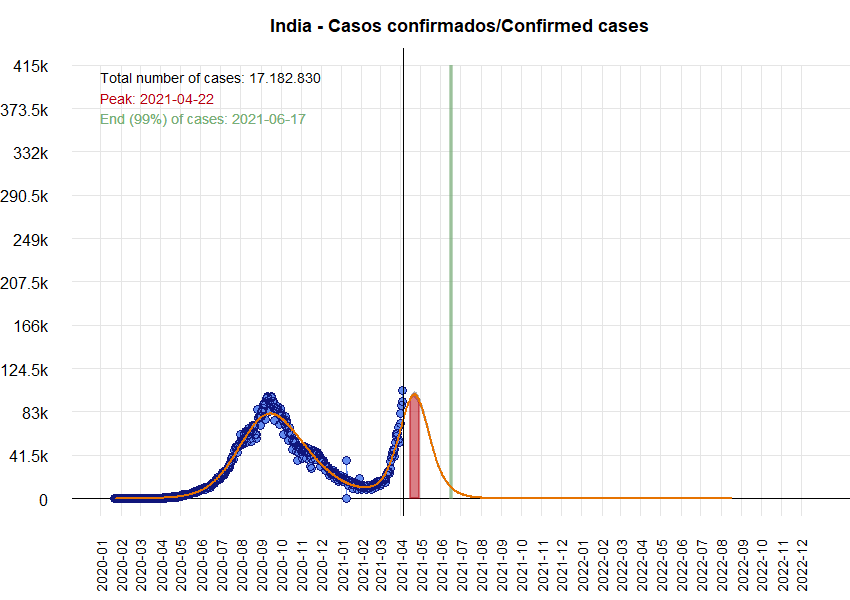 India - Casos confirmados/Confirmed cases
415k
Total number of cases: 17.182.830
Peak: 2021-04-22
373.5k
End (99%) of cases: 2021-06-17
332k
290.5k
249k
207.5k
166k
124.5k
83k
41.5k
0
2020-01
2020-02
2020-03
2020-04
2020-05
2020-06
2020-07
2020-08
2020-09
2020-10
2020-11
2020-12
2021-01
2021-02
2021-03
2021-04
2021-05
2021-06
2021-07
2021-08
2021-09
2021-10
2021-11
2021-12
2022-01
2022-02
2022-03
2022-04
2022-05
2022-06
2022-07
2022-08
2022-09
2022-10
2022-11
2022-12